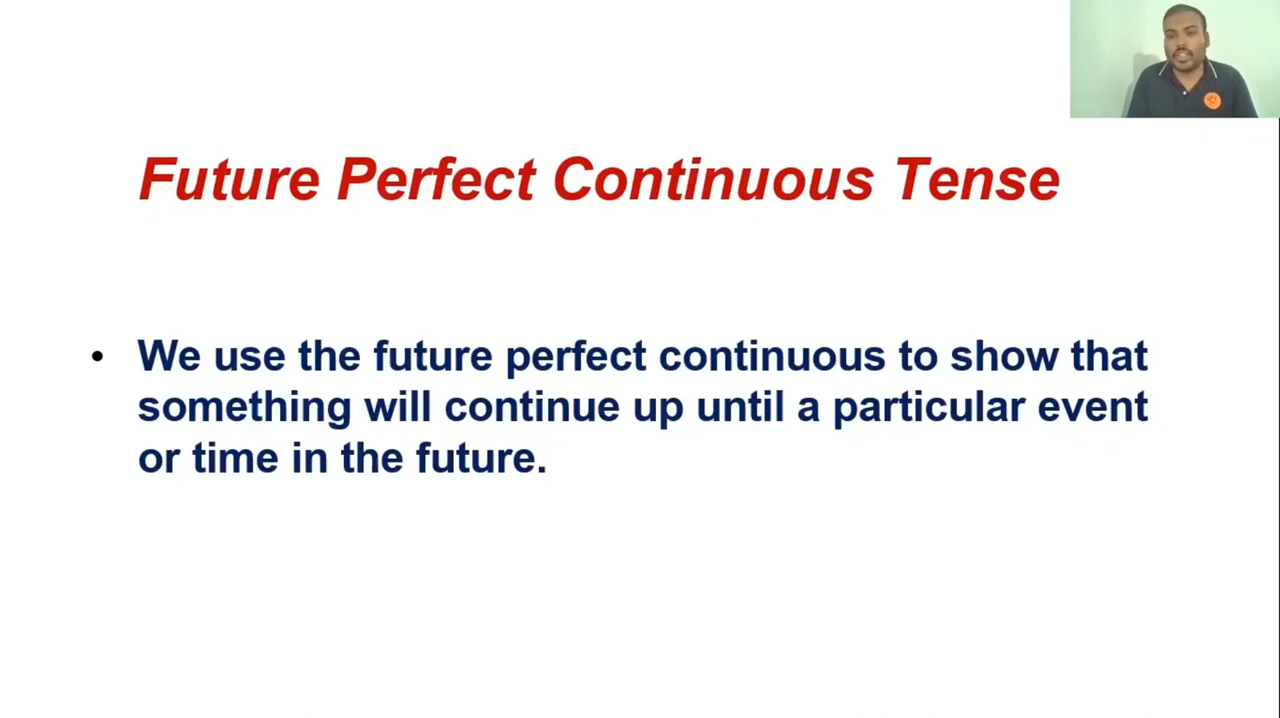 Future Perfect Continuous Tense
• We use the future perfect continuous to show that
something will continue up until a particular event
or time in the future.